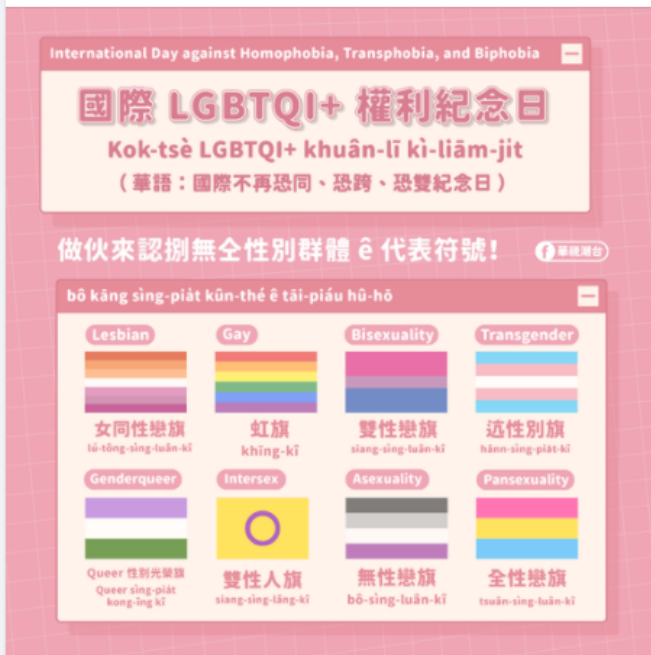 International Day against Homophobia, Transphobia, and Biphobia
國際 LGBTQI+ 權利紀念日
Kok-tsè LGBTQI+ khuân-lī kì-liām-jit
（華語：國際不再恐同、恐跨、恐雙紀念日）
做伙來認捌無仝性別群體 ê 代表符號！
華視潮台
bô kāng sìng-pia̍t kûn-thé ê tāi-piáu hû-hō
Lesbian
Gay
Bisexuality
Transgender
女同性戀旗
虹旗
雙性戀旗
迒性別旗
lú-tông-sìng-luân-kî
khīng-kî
siang-sìng-luân-kî
hānn-sìng-pia̍t-kî
Genderqueer
Intersex
Asexuality
Pansexuality
Queer 性別光榮旗
雙性人旗
無性戀旗
全性戀旗
Queer sìng-pia̍t
kong-îng kî
siang-sìng-lâng-kî
bô-sìng-luân-kî
tsuân-sìng-luân-kî